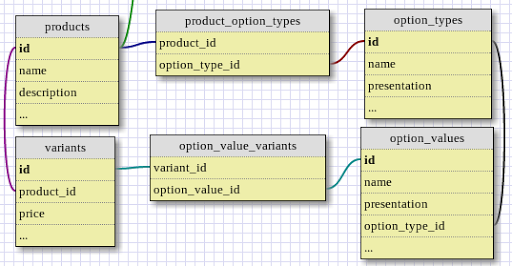 products
id
name
description
...
product_option_types
product_id
option_type_id
option_types
id
name
presentation
...
variants
id
product_id
price
...
option_value_variants
variant_id
option_value_id
option_values
id
name
presentation
option_type_id
...